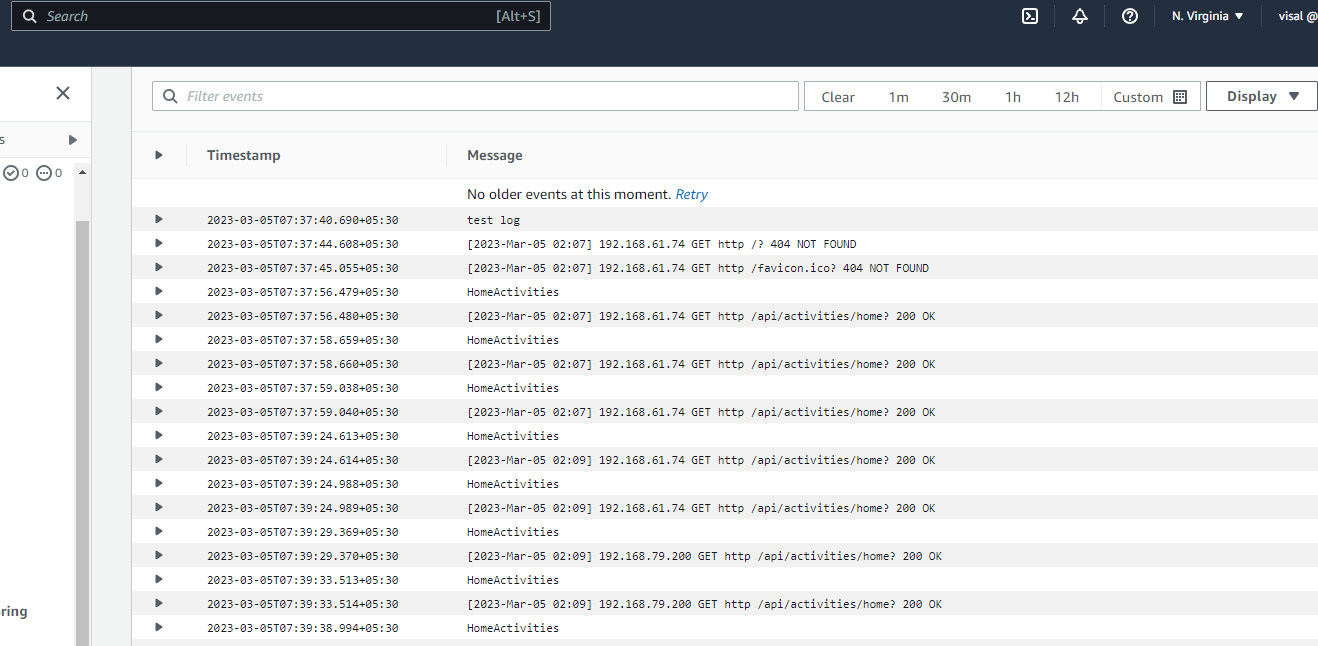 Search [Alt+S] N. Virginia visal @
Filter events Clear 1m 30m 1h 12h Custom Display
s
Timestamp Message
0 0
No older events at this moment. Retry
2023-03-05T07:37:40.690+05:30 test log
2023-03-05T07:37:44.608+05:30 [2023-Mar-05 02:07] 192.168.61.74 GET http /? 404 NOT FOUND
2023-03-05T07:37:45.055+05:30 [2023-Mar-05 02:07] 192.168.61.74 GET http /favicon.ico? 404 NOT FOUND
2023-03-05T07:37:56.479+05:30 HomeActivities
2023-03-05T07:37:56.480+05:30 [2023-Mar-05 02:07] 192.168.61.74 GET http /api/activities/home? 200 OK
2023-03-05T07:37:58.659+05:30 HomeActivities
2023-03-05T07:37:58.660+05:30 [2023-Mar-05 02:07] 192.168.61.74 GET http /api/activities/home? 200 OK
2023-03-05T07:37:59.038+05:30 HomeActivities
2023-03-05T07:37:59.040+05:30 [2023-Mar-05 02:07] 192.168.61.74 GET http /api/activities/home? 200 OK
2023-03-05T07:39:24.613+05:30 HomeActivities
2023-03-05T07:39:24.614+05:30 [2023-Mar-05 02:09] 192.168.61.74 GET http /api/activities/home? 200 OK
2023-03-05T07:39:24.988+05:30 HomeActivities
2023-03-05T07:39:24.989+05:30 [2023-Mar-05 02:09] 192.168.61.74 GET http /api/activities/home? 200 OK
2023-03-05T07:39:29.369+05:30 HomeActivities
2023-03-05T07:39:29.370+05:30 [2023-Mar-05 02:09] 192.168.79.200 GET http /api/activities/home? 200 OK
2023-03-05T07:39:33.513+05:30 HomeActivities
2023-03-05T07:39:33.514+05:30 [2023-Mar-05 02:09] 192.168.79.200 GET http /api/activities/home? 200 OK
ring
2023-03-05T07:39:38.994+05:30 HomeActivities